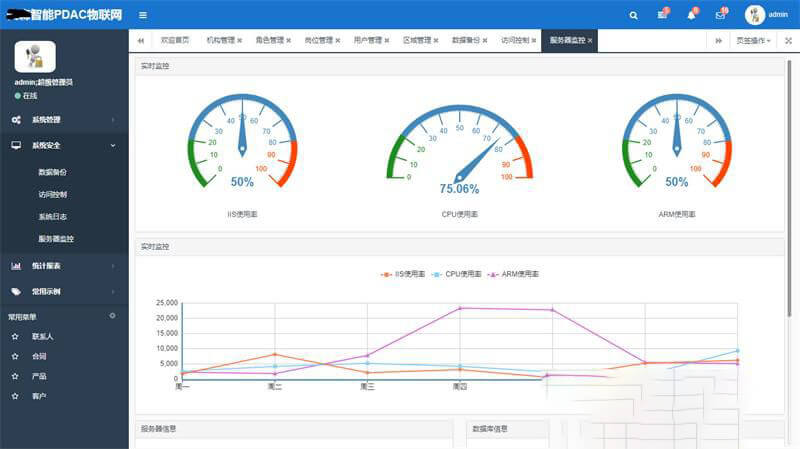 智能PDAC物联网
5
8
16
admin
admin;超级管理员
在线
系统管理
系统安全
数据备份
访问控制
系统日志
服务器监控
统计报表
常用示例
常用菜单
联系人
合同
产品
客户
欢迎首页 机构管理 角色管理 岗位管理 用户管理 区域管理 数据备份 访问控制 服务器监控 页签操作
实时监控
0 10 20 30 40 50 60 70 80 90 100
50%
IIS使用率
0 10 20 30 40 50 60 70 80 90 100
75.06%
CPU使用率
0 10 20 30 40 50 60 70 80 90 100
50%
ARM使用率
实时监控
IIS使用率 CPU使用率 ARM使用率
25,000
20,000
15,000
10,000
5,000
0
周一 周二 周三 周四
服务器信息 数据库信息